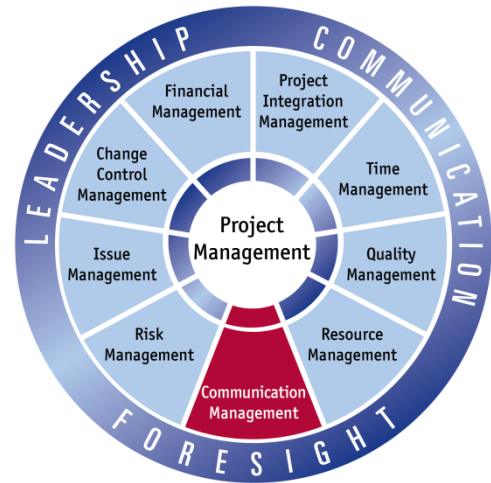 LEADERSHIP
COMMUNICATION
FORESIGHT
Project
Management
Project
Integration
Management
Time
Management
Quality
Management
Resource
Management
Communication
Management
Risk
Management
Issue
Management
Change
Control
Management
Financial
Management